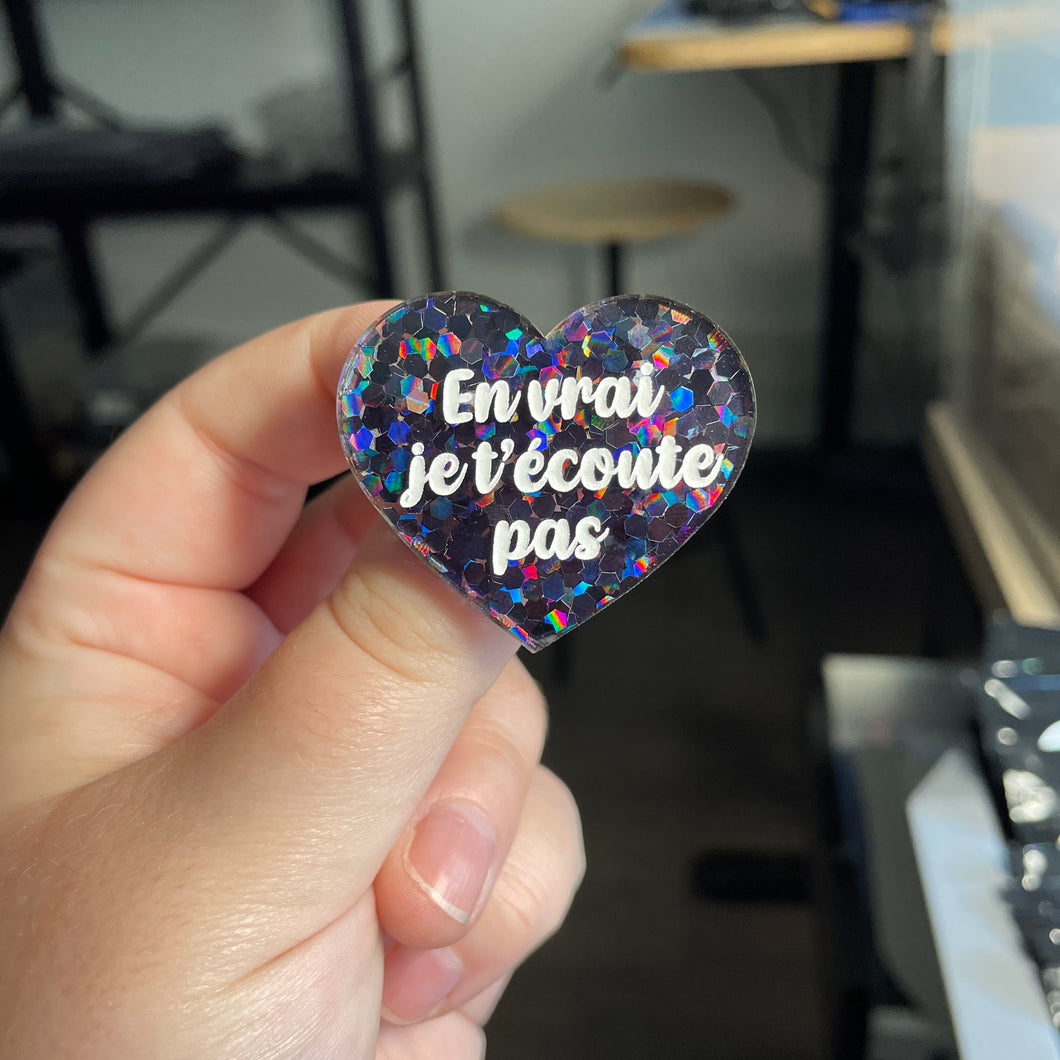 En vrai
je t'écoute
pas